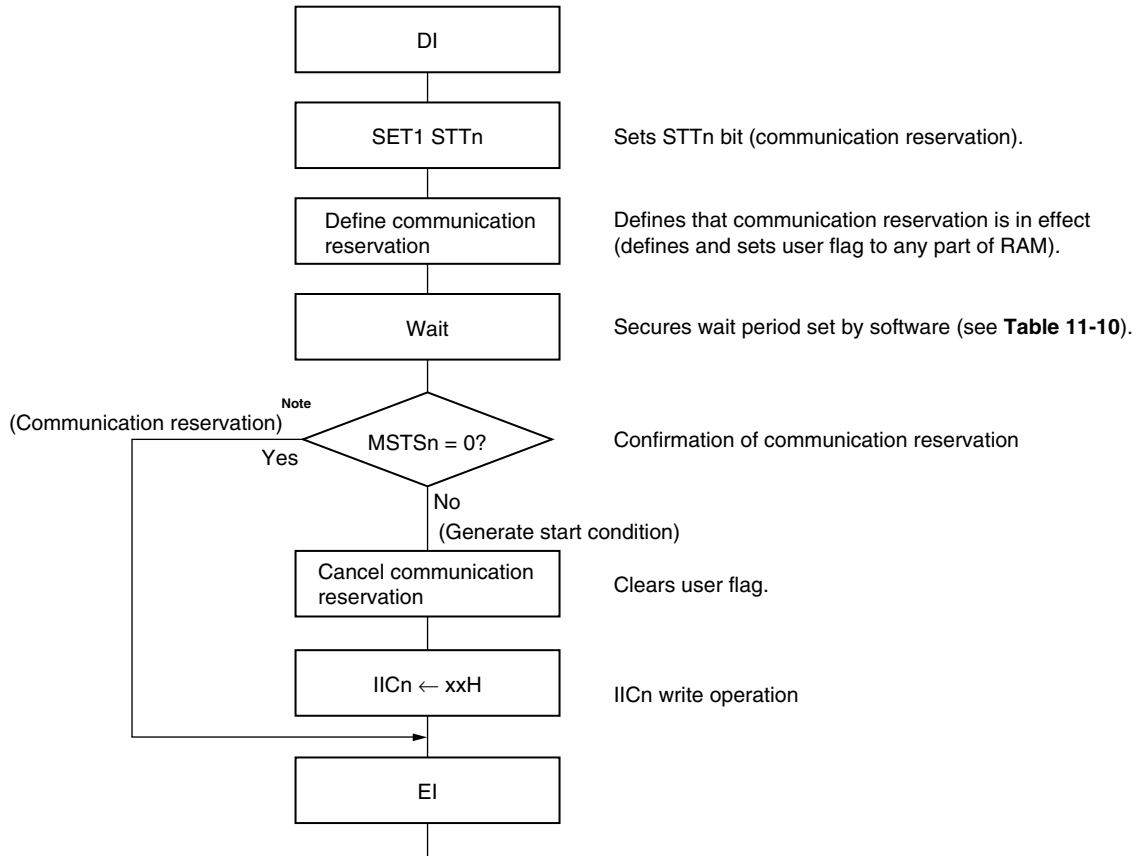 DI
SET1 STTn
Sets STTn bit (communication reservation).
Define communication
reservation
Defines that communication reservation is in effect
(defines and sets user flag to any part of RAM).
Wait
Secures wait period set by software (see Table 11-10).
(Communication reservation)Note
MSTSn = 0?
Confirmation of communication reservation
Yes
No
(Generate start condition)
Cancel communication
reservation
Clears user flag.
IICn ← xxH
IICn write operation
EI